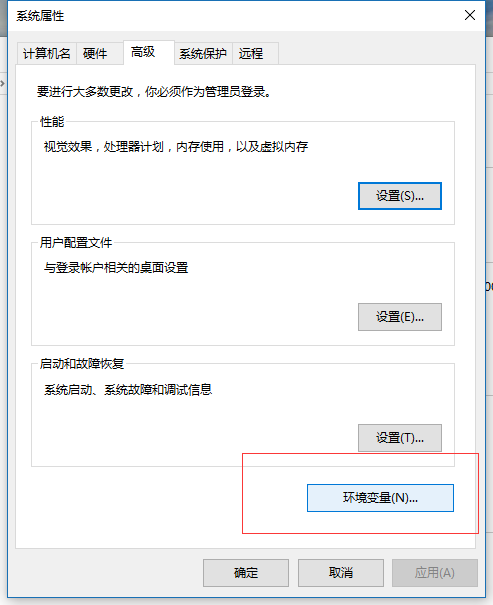 系统属性
计算机名 硬件 高级 系统保护 远程
要进行大多数更改，你必须作为管理员登录。
性能
视觉效果，处理器计划，内存使用，以及虚拟内存
设置(S)...
用户配置文件
与登录帐户相关的桌面设置
设置(E)...
启动和故障恢复
系统启动、系统故障和调试信息
设置(T)...
环境变量(N)...
确定 取消 应用(A)